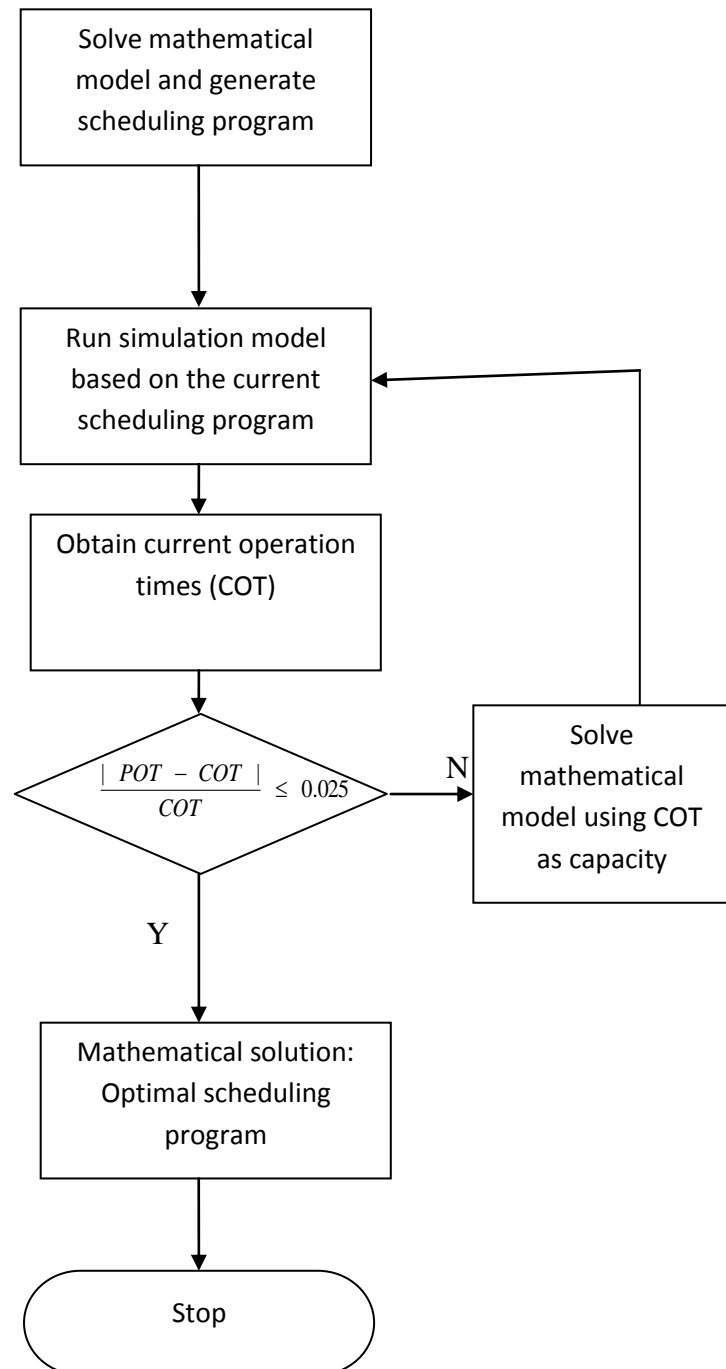 Solve mathematical
model and generate
scheduling program
Run simulation model
based on the current
scheduling program
Obtain current operation
times (COT)
| POT − COT |
COT
≤ 0.025
N
Solve
mathematical
model using COT
as capacity
Y
Mathematical solution:
Optimal scheduling
program
Stop